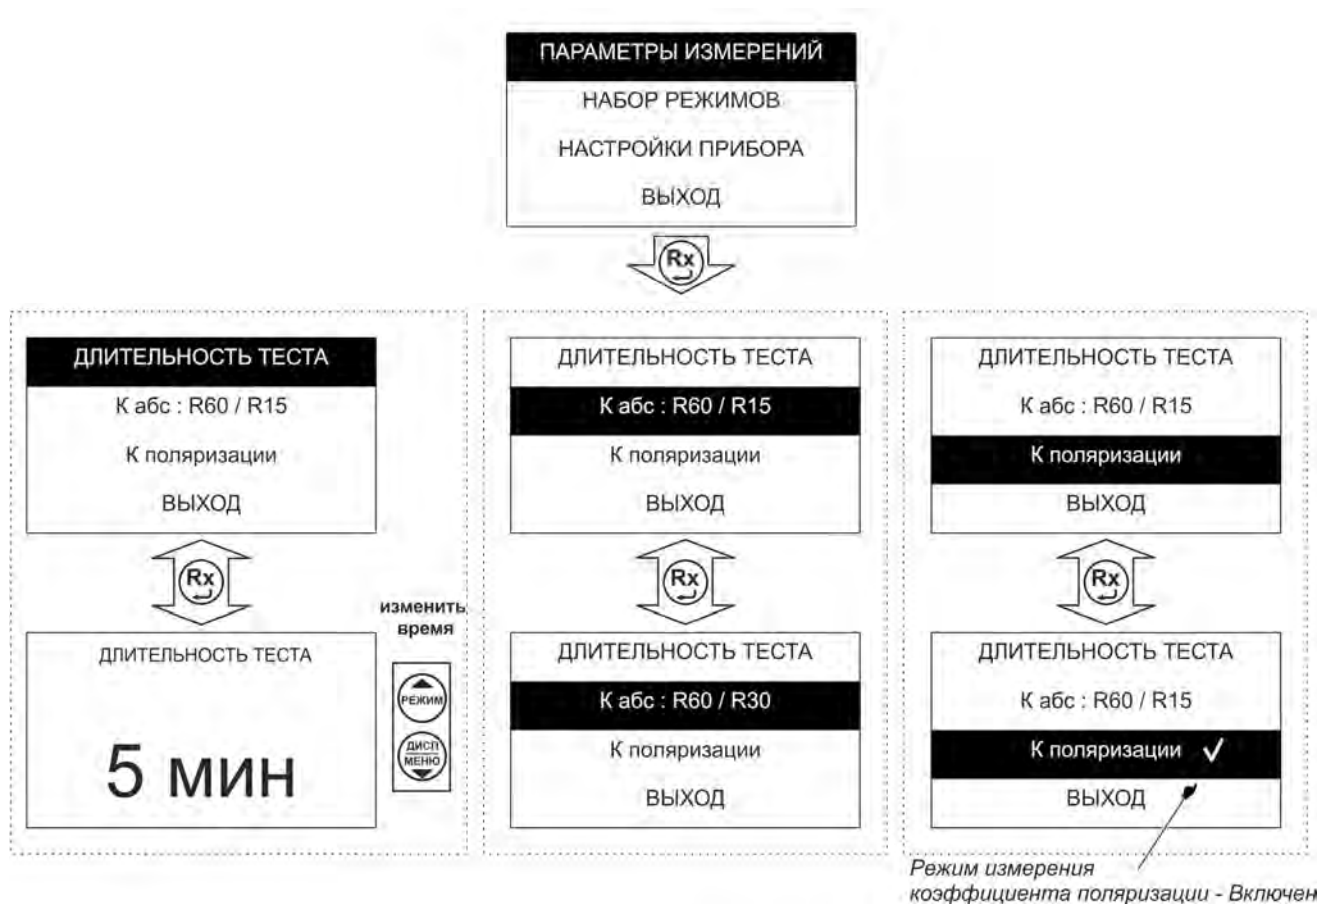 ПАРАМЕТРЫ ИЗМЕРЕНИЙ
НАБОР РЕЖИМОВ
НАСТРОЙКИ ПРИБОРА
ВЫХОД
Rx
ДЛИТЕЛЬНОСТЬ ТЕСТА
К абс : R60 / R15
К поляризации
ВЫХОД
Rx
ДЛИТЕЛЬНОСТЬ ТЕСТА
5 мин
изменить
время
РЕЖИМ
ДИСП
МЕНЮ
ДЛИТЕЛЬНОСТЬ ТЕСТА
К абс : R60 / R15
К поляризации
ВЫХОД
Rx
ДЛИТЕЛЬНОСТЬ ТЕСТА
К абс : R60 / R30
К поляризации
ВЫХОД
ДЛИТЕЛЬНОСТЬ ТЕСТА
К абс : R60 / R15
К поляризации
ВЫХОД
Rx
ДЛИТЕЛЬНОСТЬ ТЕСТА
К абс : R60 / R15
К поляризации ✓
ВЫХОД
Режим измерения
коэффициента поляризации - Включен